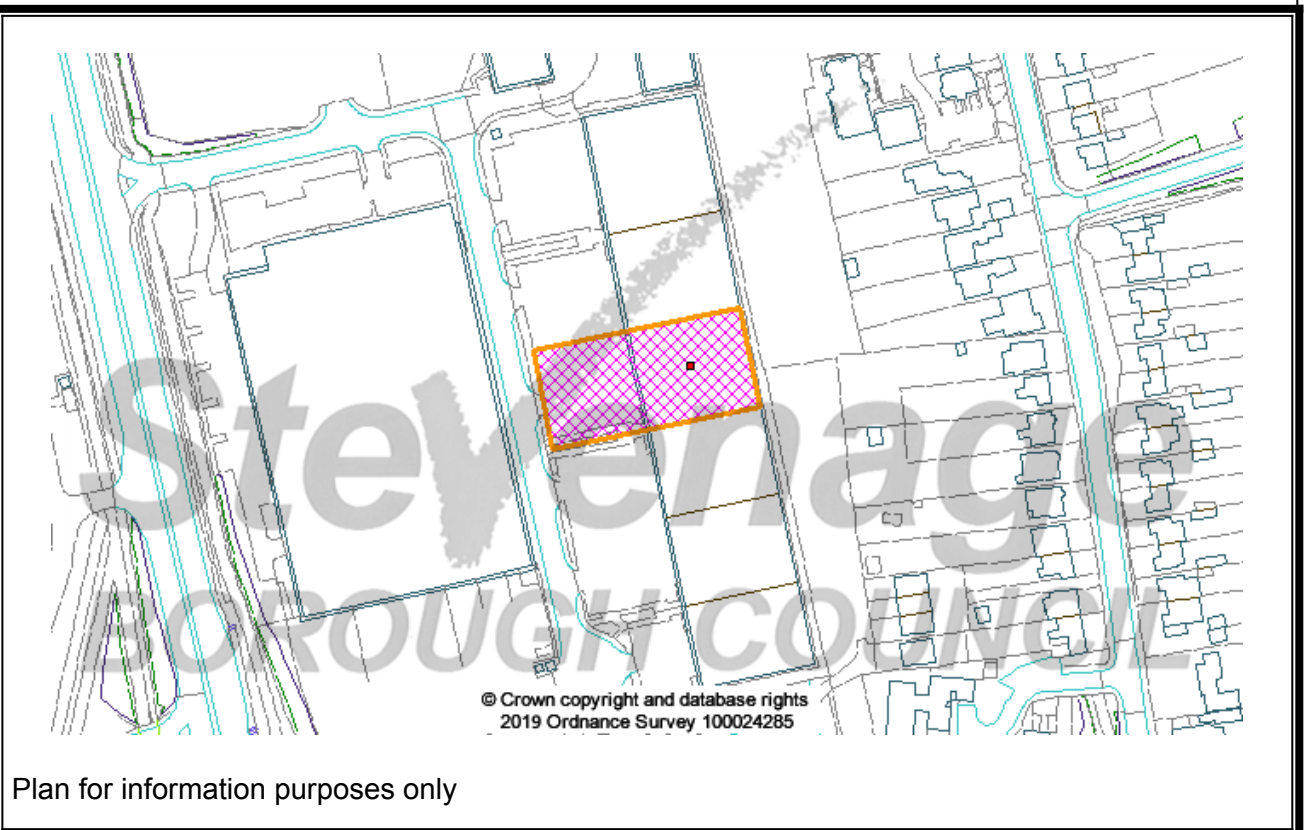 Stevenage
BOROUGH COUNCIL
© Crown copyright and database rights
2019 Ordnance Survey 100024285
Plan for information purposes only